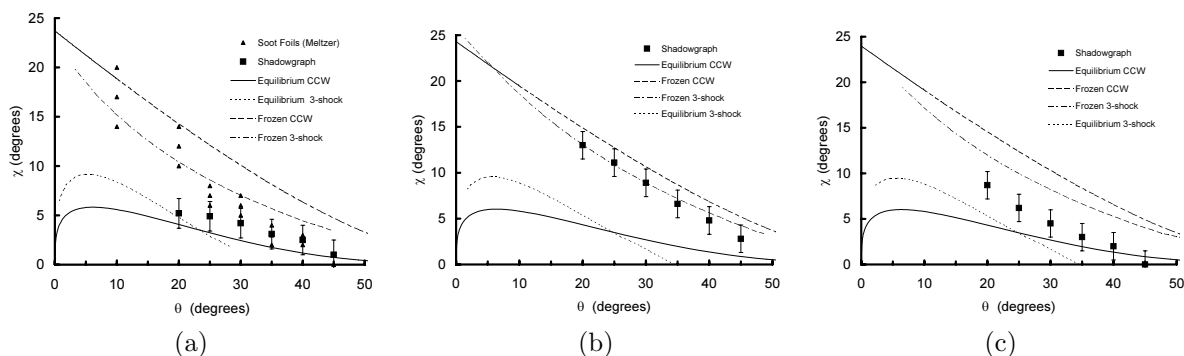 25
20
15
10
5
0
χ (degrees)
0 10 20 30 40 50
θ (degrees)
Soot Foils (Meltzer)
Shadowgraph
Equilibrium CCW
Equilibrium 3-shock
Frozen CCW
Frozen 3-shock
(a)
25
20
15
10
5
0
χ (degrees)
0 10 20 30 40 50
θ (degrees)
Shadowgraph
Equilibrium CCW
Frozen CCW
Frozen 3-shock
Equilibrium 3-shock
(b)
25
20
15
10
5
0
χ (degrees)
0 10 20 30 40 50
θ (degrees)
Shadowgraph
Equilibrium CCW
Frozen CCW
Frozen 3-shock
Equilibrium 3-shock
(c)